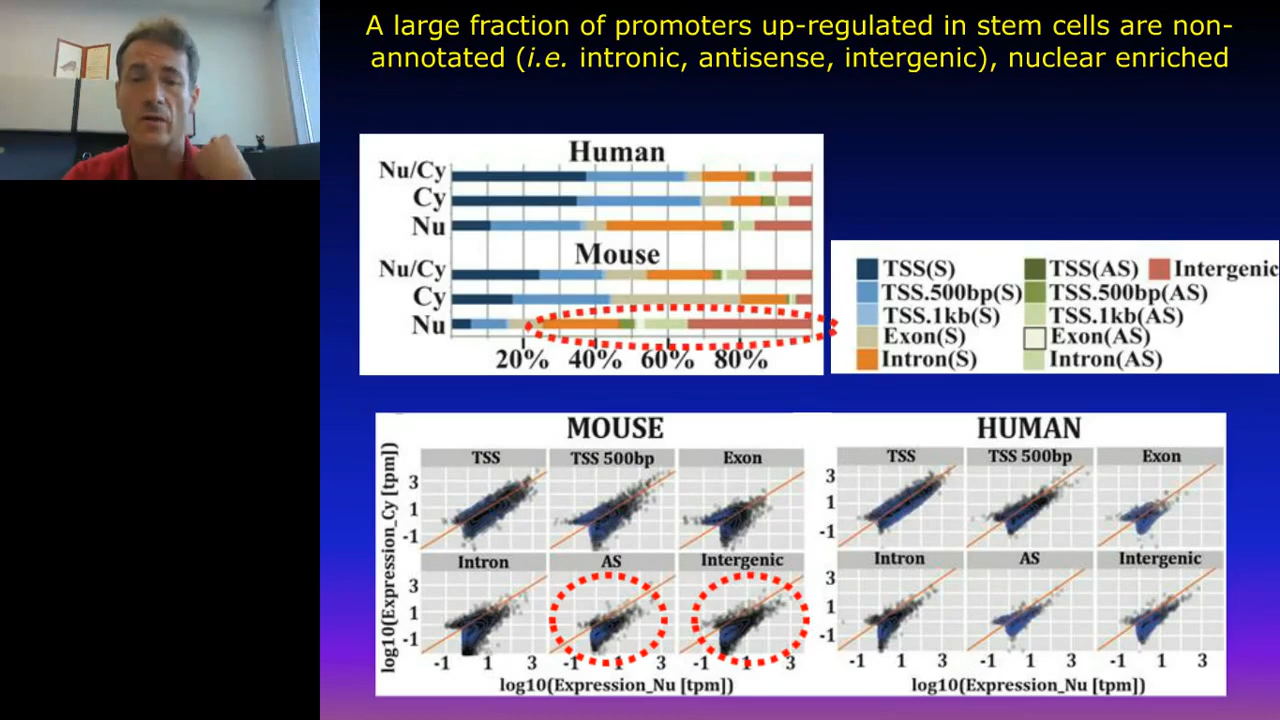 A large fraction of promoters up-regulated in stem cells are non-
annotated (i.e. intronic, antisense, intergenic), nuclear enriched
Human
Nu/Cy
Cy
Nu
Mouse
Nu/Cy
Cy
Nu
20% 40% 60% 80%
TSS(S) TSS(AS) Intergenic
TSS.500bp(S) TSS.500bp(AS)
TSS.1kb(S) TSS.1kb(AS)
Exon(S) Exon(AS)
Intron(S) Intron(AS)
MOUSE
TSS TSS 500bp Exon
3
1
-1
Intron AS Intergenic
3
1
-1
-1 1 3 -1 1 3 -1 1 3
log10(Expression_Cy [tpm])
log10(Expression_Nu [tpm])
HUMAN
TSS TSS 500bp Exon
3
1
-1
Intron AS Intergenic
3
1
-1
-1 1 3 -1 1 3 -1 1 3
log10(Expression_Nu [tpm])